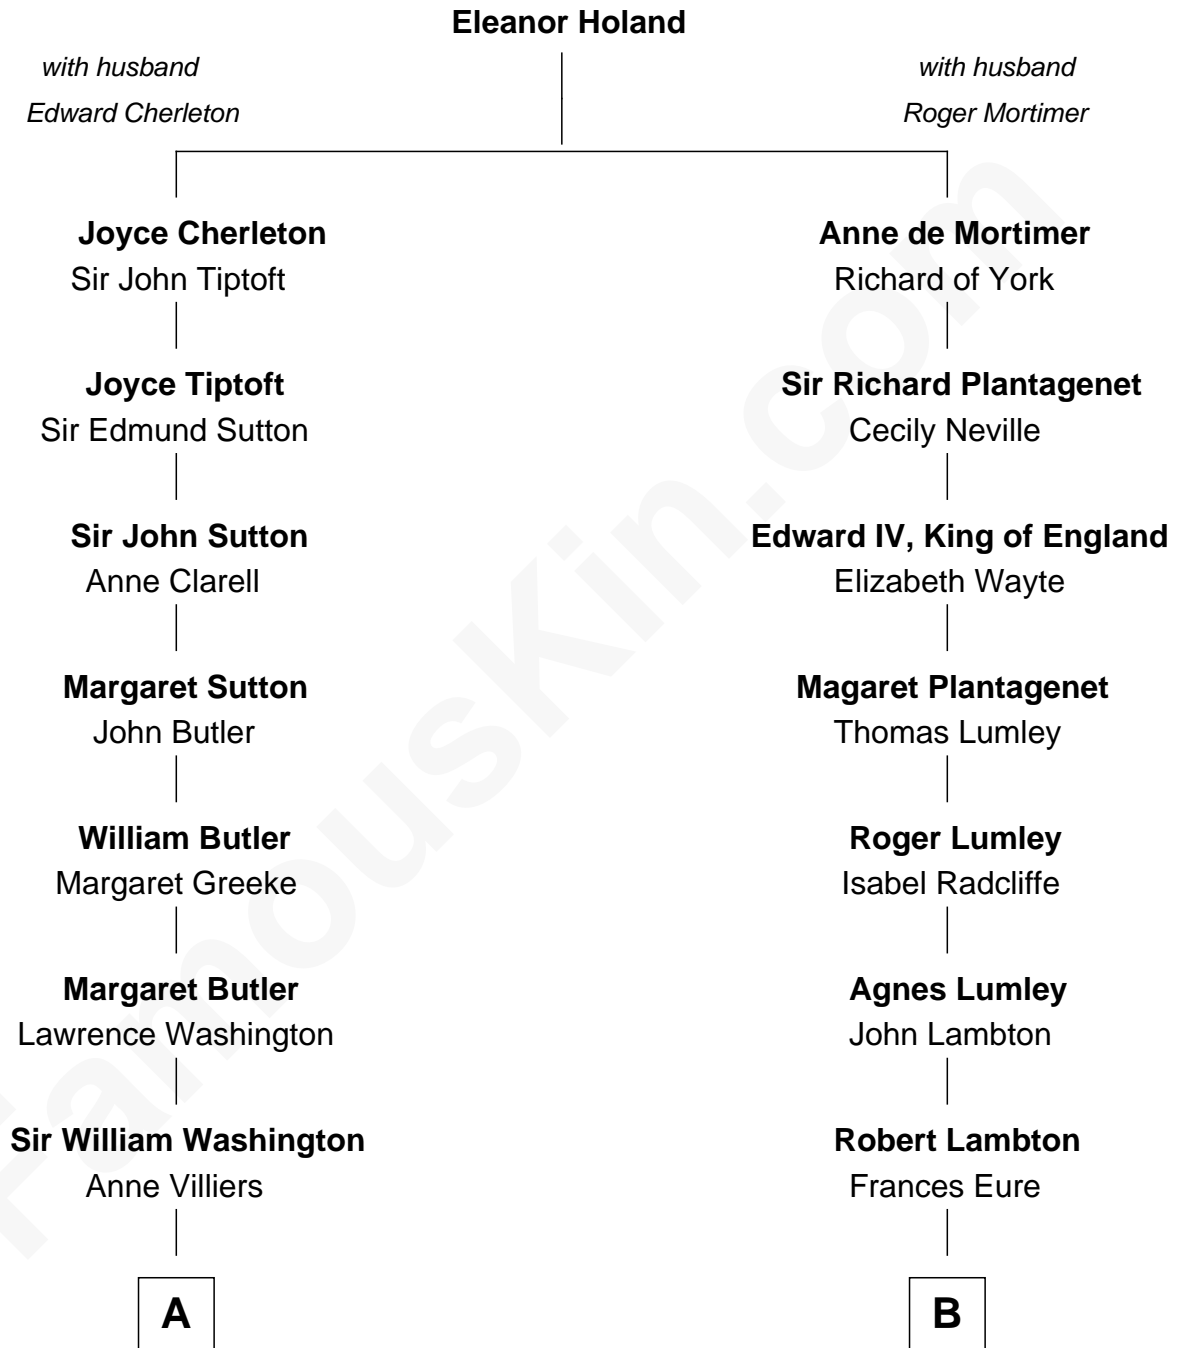 Eleanor Holand
with husband
Edward Cherleton
with husband
Roger Mortimer
Joyce Cherleton
Sir John Tiptoft
Anne de Mortimer
Richard of York
Joyce Tiptoft
Sir Edmund Sutton
Sir Richard Plantagenet
Cecily Neville
Sir John Sutton
Anne Clarell
Edward IV, King of England
Elizabeth Wayte
Margaret Sutton
John Butler
Magaret Plantagenet
Thomas Lumley
William Butler
Margaret Greeke
Roger Lumley
Isabel Radcliffe
Margaret Butler
Lawrence Washington
Agnes Lumley
John Lambton
Sir William Washington
Anne Villiers
Robert Lambton
Frances Eure
A
B
FamousKin.com